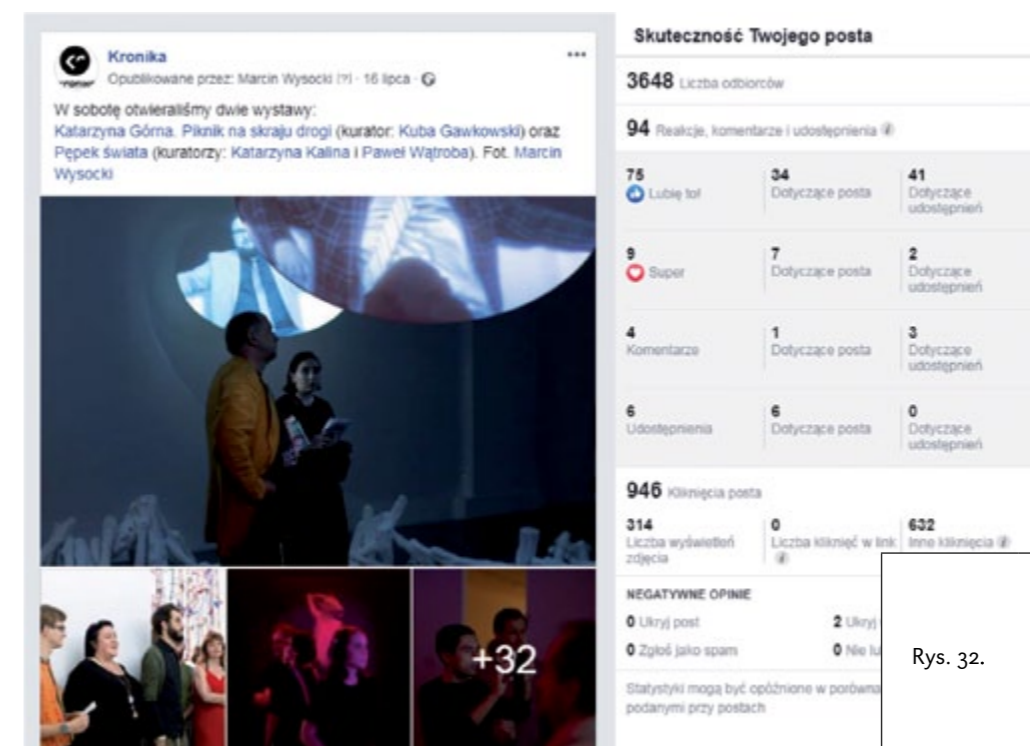 Kronika
Opublikowane przez: Marcin Wysocki [?] · 16 lipca ·
W sobotę otwieraliśmy dwie wystawy:
Katarzyna Górna. Piknik na skraju drogi (kurator: Kuba Gawkowski) oraz
Pępek świata (kuratorzy: Katarzyna Kalina i Paweł Wątroba). Fot. Marcin
Wysocki
+32
Skuteczność Twojego posta
3648 Liczba odbiorców
94 Reakcje, komentarze i udostępnienia
75 34 41
Lubię to! Dotyczące posta Dotyczące
udostępnień
9 7 2
Super Dotyczące posta Dotyczące
udostępnień
4 1 3
Komentarze Dotyczące posta Dotyczące
udostępnień
6 6 0
Udostępnienia Dotyczące posta Dotyczące
udostępnień
946 Kliknięcia posta
314 0 632
Liczba wyświetleń Liczba kliknięć w link Inne kliknięcia
zdjęcia
NEGATYWNE OPINIE
0 Ukryj post 2 Ukryj
0 Zgłoś jako spam 0 Nie lu
Statystyki mogą być opóźnione w porówna
podanymi przy postach
Rys. 32.